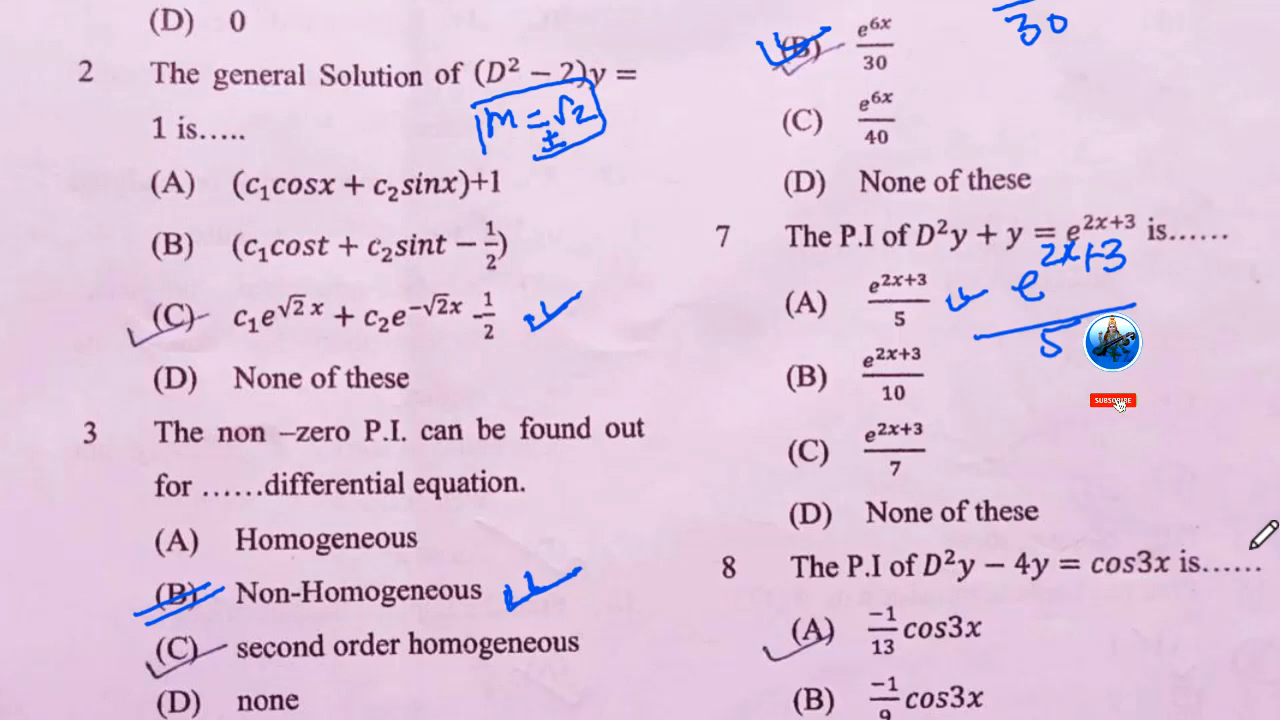 (D) 0
2 The general Solution of (D² − 2)y =
m = √2
±
1 is.....
(A) (c₁cosx + c₂sinx)+1
(B) (c₁cost + c₂sint − 1/2)
(C) c₁e^{√2 x} + c₂e^{−√2x} − 1/2
(D) None of these
3 The non –zero P.I. can be found out
for ......differential equation.
(A) Homogeneous
(B) Non-Homogeneous
(C) second order homogeneous
(D) none
30
(B) e^{6x}/30
(C) e^{6x}/40
(D) None of these
7 The P.I of D²y + y = e^{2x+3} is......
e^{2x+3}/5
(A) e^{2x+3}/5
(B) e^{2x+3}/10
(C) e^{2x+3}/7
(D) None of these
SUBSCRIBE
8 The P.I of D²y − 4y = cos3x is......
(A) −1/13 cos3x
(B) −1/9 cos3x